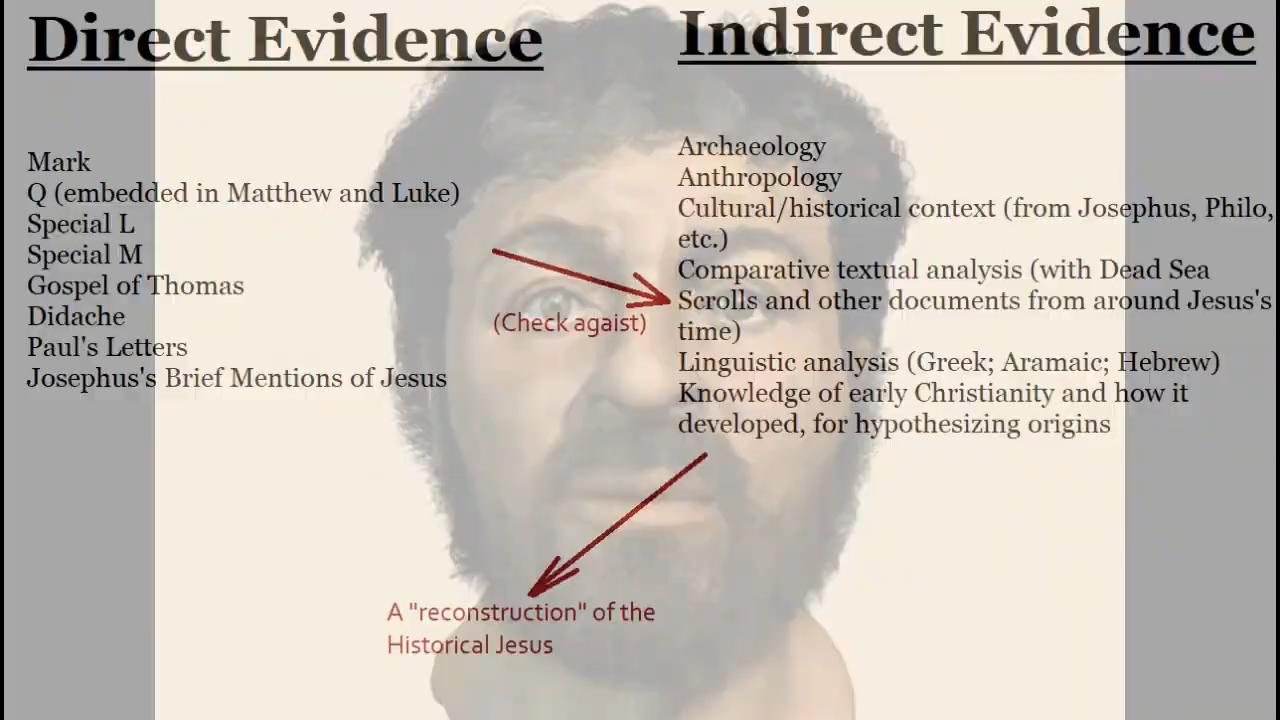 Direct Evidence
Mark
Q (embedded in Matthew and Luke)
Special L
Special M
Gospel of Thomas
Didache
Paul's Letters
Josephus's Brief Mentions of Jesus
(Check agaist)
Indirect Evidence
Archaeology
Anthropology
Cultural/historical context (from Josephus, Philo,
etc.)
Comparative textual analysis (with Dead Sea
Scrolls and other documents from around Jesus's
time)
Linguistic analysis (Greek; Aramaic; Hebrew)
Knowledge of early Christianity and how it
developed, for hypothesizing origins
A "reconstruction" of the
Historical Jesus